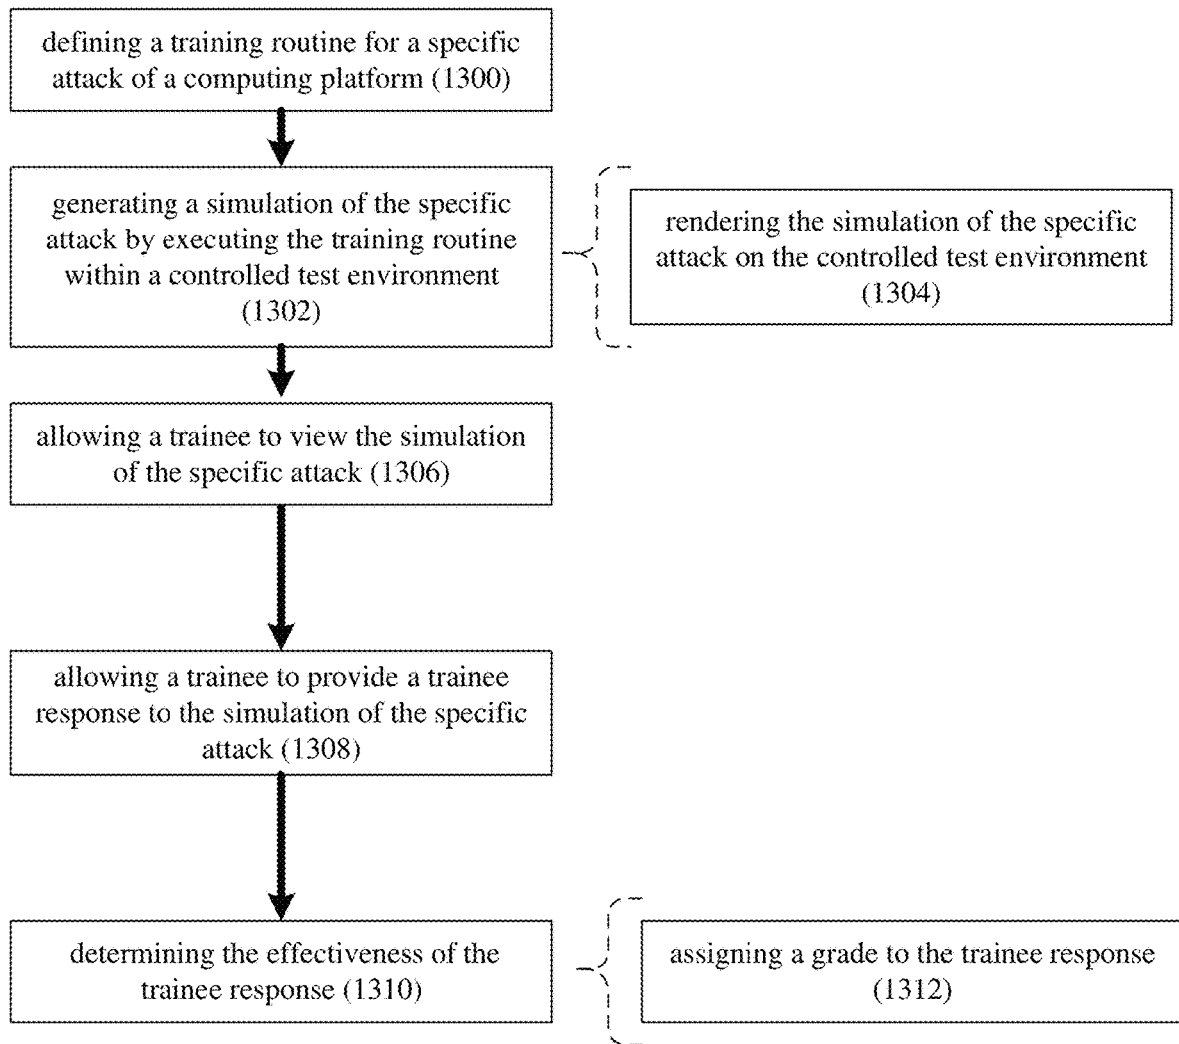 defining a training routine for a specific
attack of a computing platform (1300)
generating a simulation of the specific
attack by executing the training routine
within a controlled test environment
(1302)
rendering the simulation of the specific
attack on the controlled test environment
(1304)
allowing a trainee to view the simulation
of the specific attack (1306)
allowing a trainee to provide a trainee
response to the simulation of the specific
attack (1308)
determining the effectiveness of the
trainee response (1310)
assigning a grade to the trainee response
(1312)